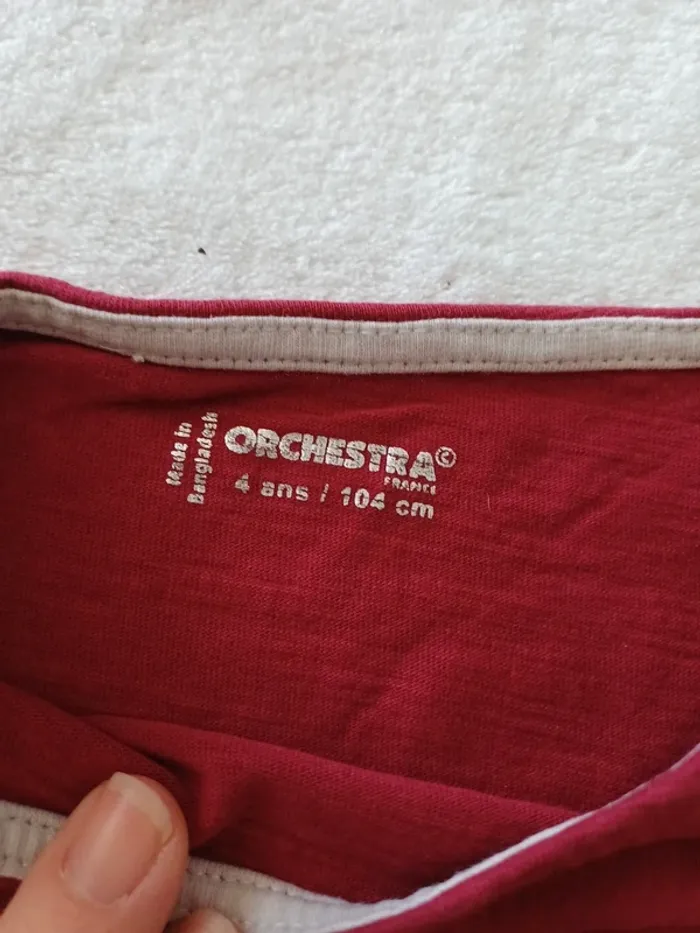 Made in
Bangladesh
ORCHESTRA©
FRANCE
4 ans / 104 cm